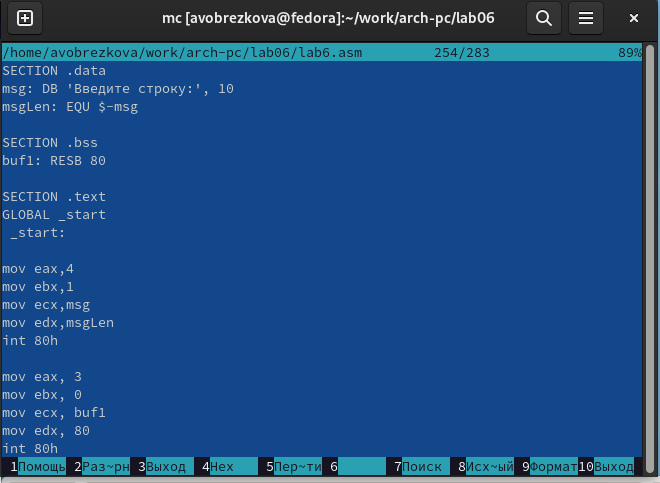 mc [avobrezkova@fedora]:~/work/arch-pc/lab06
/home/avobrezkova/work/arch-pc/lab06/lab6.asm 254/283 89%
SECTION .data
msg: DB 'Введите строку:', 10
msgLen: EQU $-msg
SECTION .bss
buf1: RESB 80
SECTION .text
GLOBAL _start
_start:
mov eax,4
mov ebx,1
mov ecx,msg
mov edx,msgLen
int 80h
mov eax, 3
mov ebx, 0
mov ecx, buf1
mov edx, 80
int 80h
1Помощь 2Раз~рн 3Выход 4Hex 5Пер~ти 6 7Поиск 8Исх~ый 9Формат 10Выход